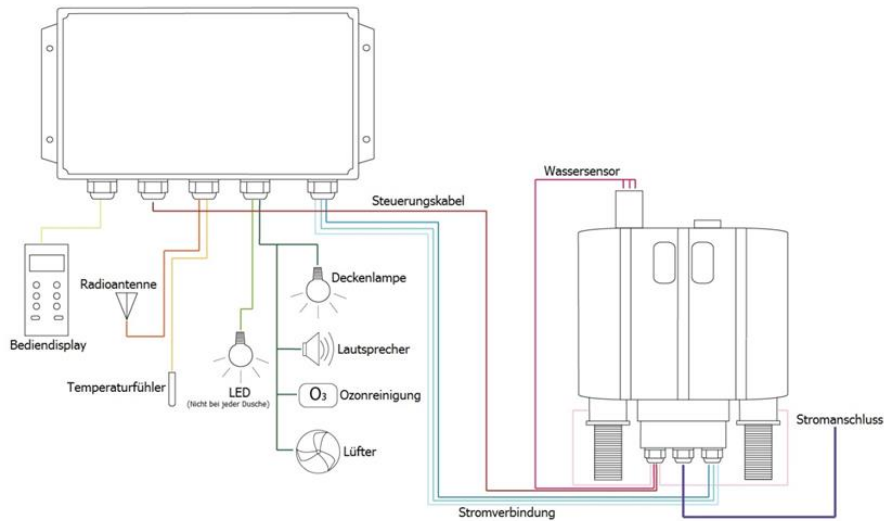 Wassersensor
Steuerungskabel
Deckenlampe
Radioantenne
Bediendisplay
Lautsprecher
Temperaturfühler
LED
(Nicht bei jeder Dusche)
O₃ Ozonreinigung
Stromanschluss
Lüfter
Stromverbindung